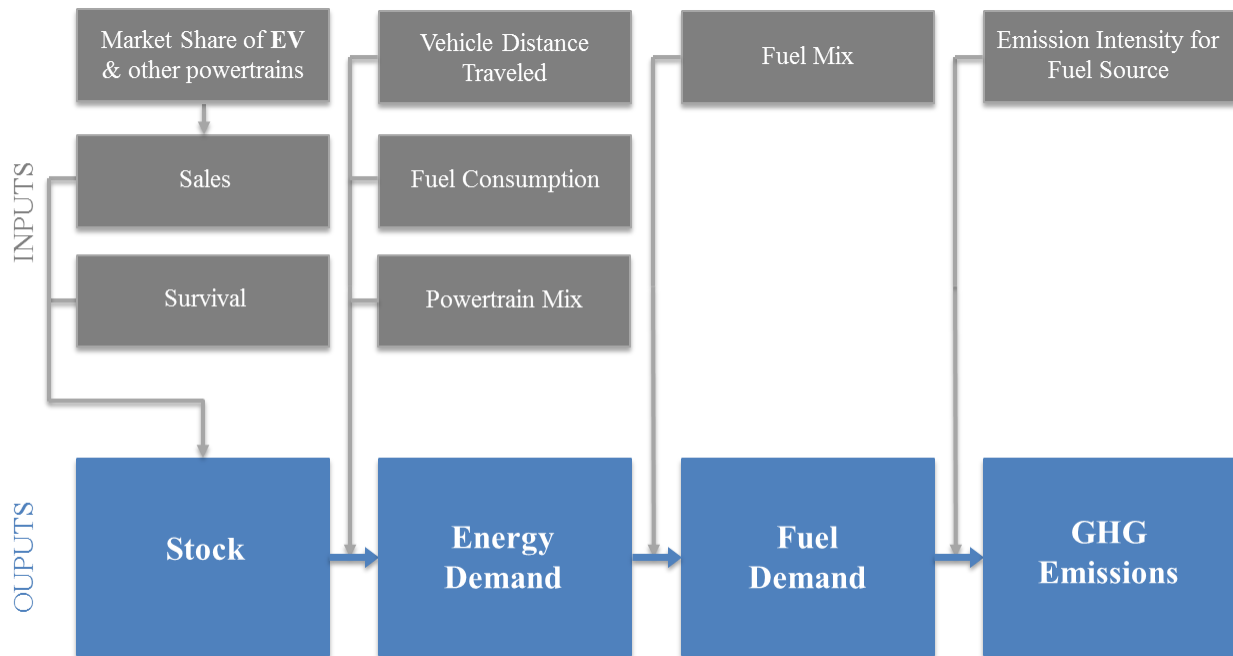 Market Share of EV
& other powertrains
Vehicle Distance
Traveled
Fuel Mix
Emission Intensity for
Fuel Source
INPUTS
Sales
Fuel Consumption
Survival
Powertrain Mix
OUPUTS
Stock
Energy
Demand
Fuel
Demand
GHG
Emissions